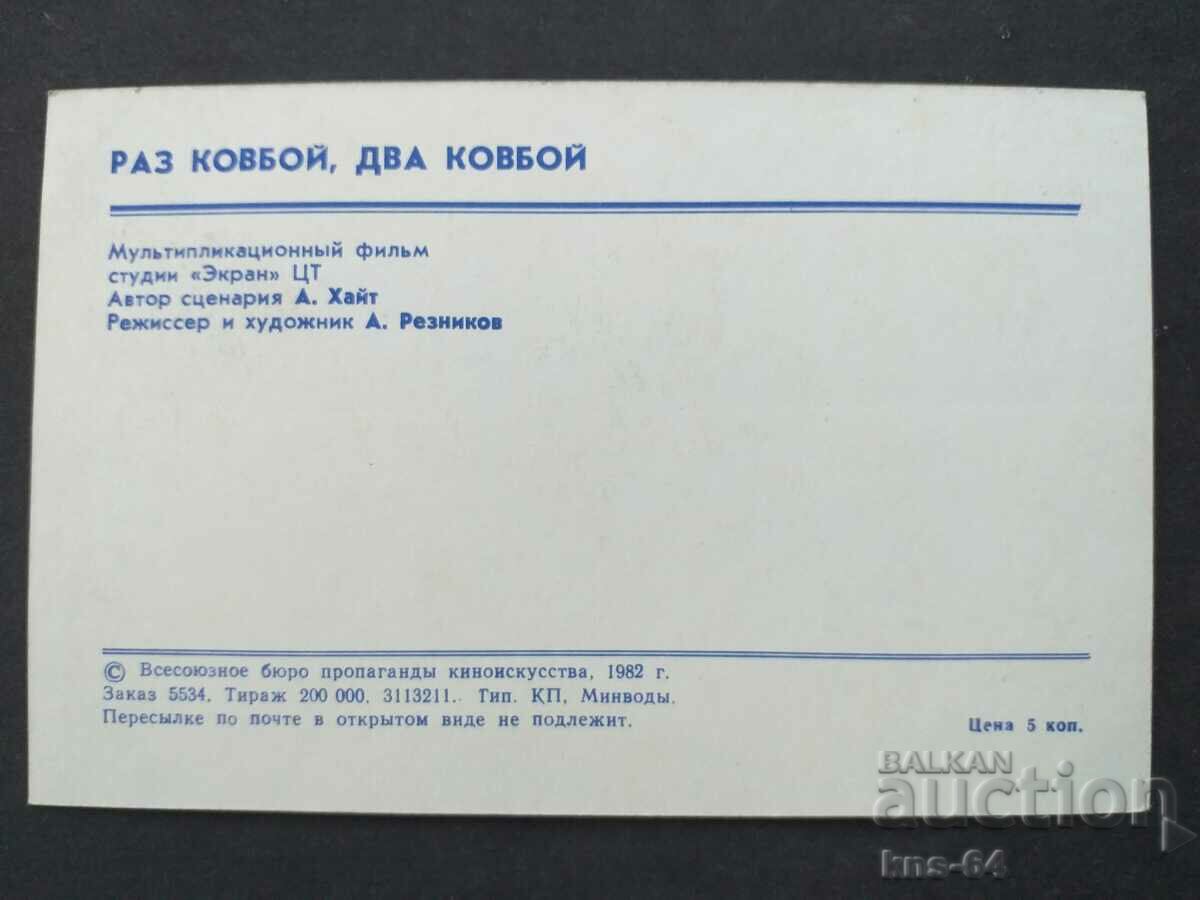 РАЗ КОВБОЙ, ДВА КОВБОЙ
Мультипликационный фильм
студии «Экран» ЦТ
Автор сценария А. Хайт
Режиссер и художник А. Резников
© Всесоюзное бюро пропаганды киноискусства, 1982 г.
Заказ 5534. Тираж 200 000. 3113211. Тип. КП, Минводы.
Пересылке по почте в открытом виде не подлежит.
Цена 5 коп.
BALKAN
auction
kns-64